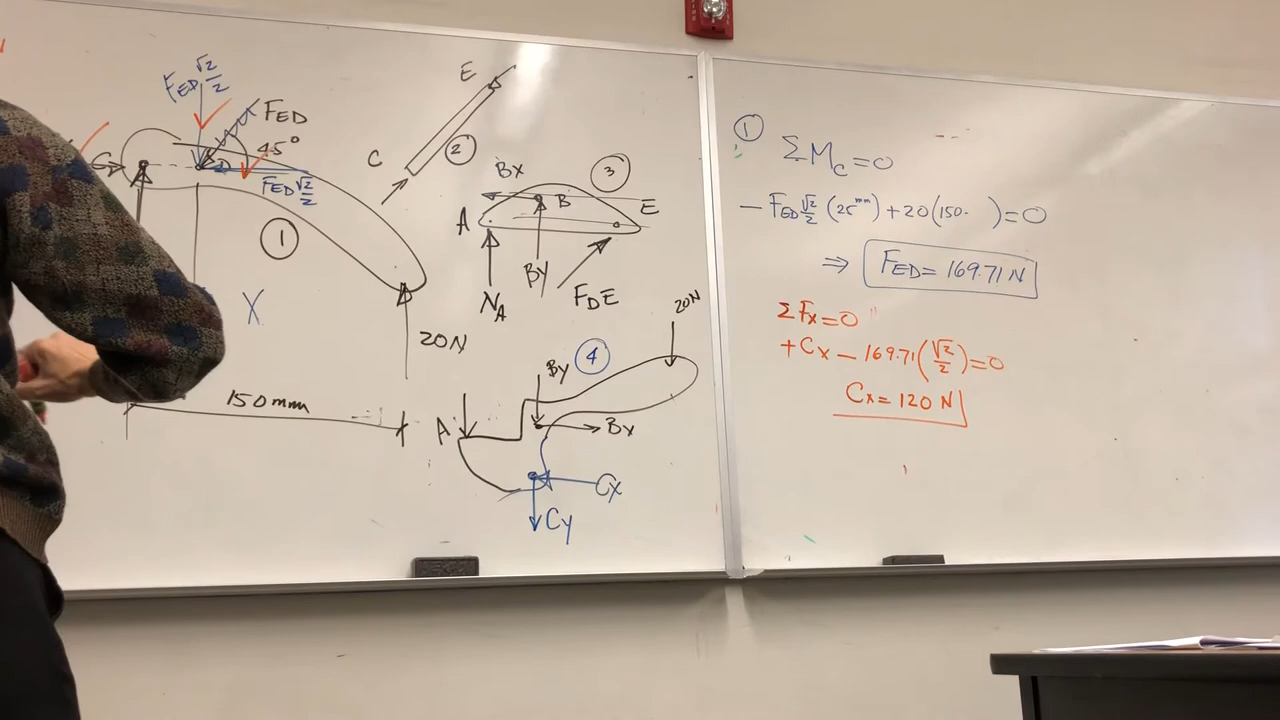 F_ED √2/2
F_ED
45°
D
F_ED √2/2
①
20N
X
150mm
E
C
②
Bx
③
A
B
E
By
N_A
F_DE
20N
By
④
A
Bx
Cx
Cy
① ΣM_C=0
-F_ED √2/2 (25mm)+20(150. )=0
⇒ F_ED=169.71 N
ΣFx=0
+Cx-169.71(√2/2)=0
Cx=120 N